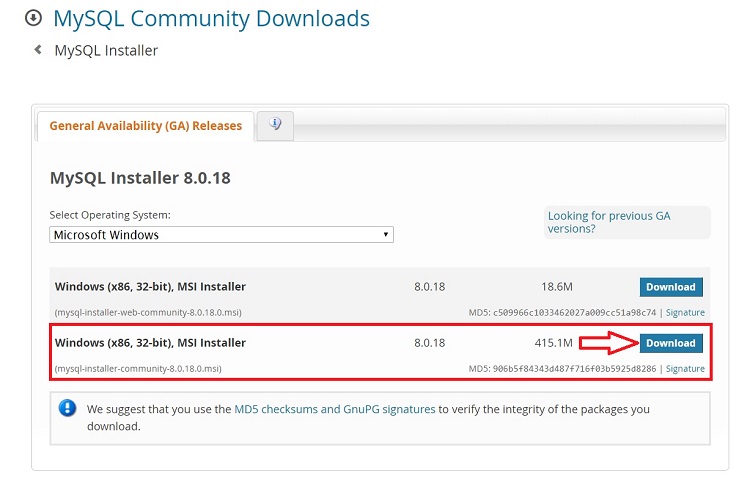 MySQL Community Downloads
MySQL Installer
General Availability (GA) Releases
MySQL Installer 8.0.18
Select Operating System:
Microsoft Windows
Looking for previous GA
versions?
Windows (x86, 32-bit), MSI Installer 8.0.18 18.6M Download
(mysql-installer-web-community-8.0.18.0.msi) MD5: c509966c1033462027a009cc51a98c74 | Signature
Windows (x86, 32-bit), MSI Installer 8.0.18 415.1M Download
(mysql-installer-community-8.0.18.0.msi) MD5: 906b5f84343d487f716f03b5925d8286 | Signature
We suggest that you use the MD5 checksums and GnuPG signatures to verify the integrity of the packages you
download.